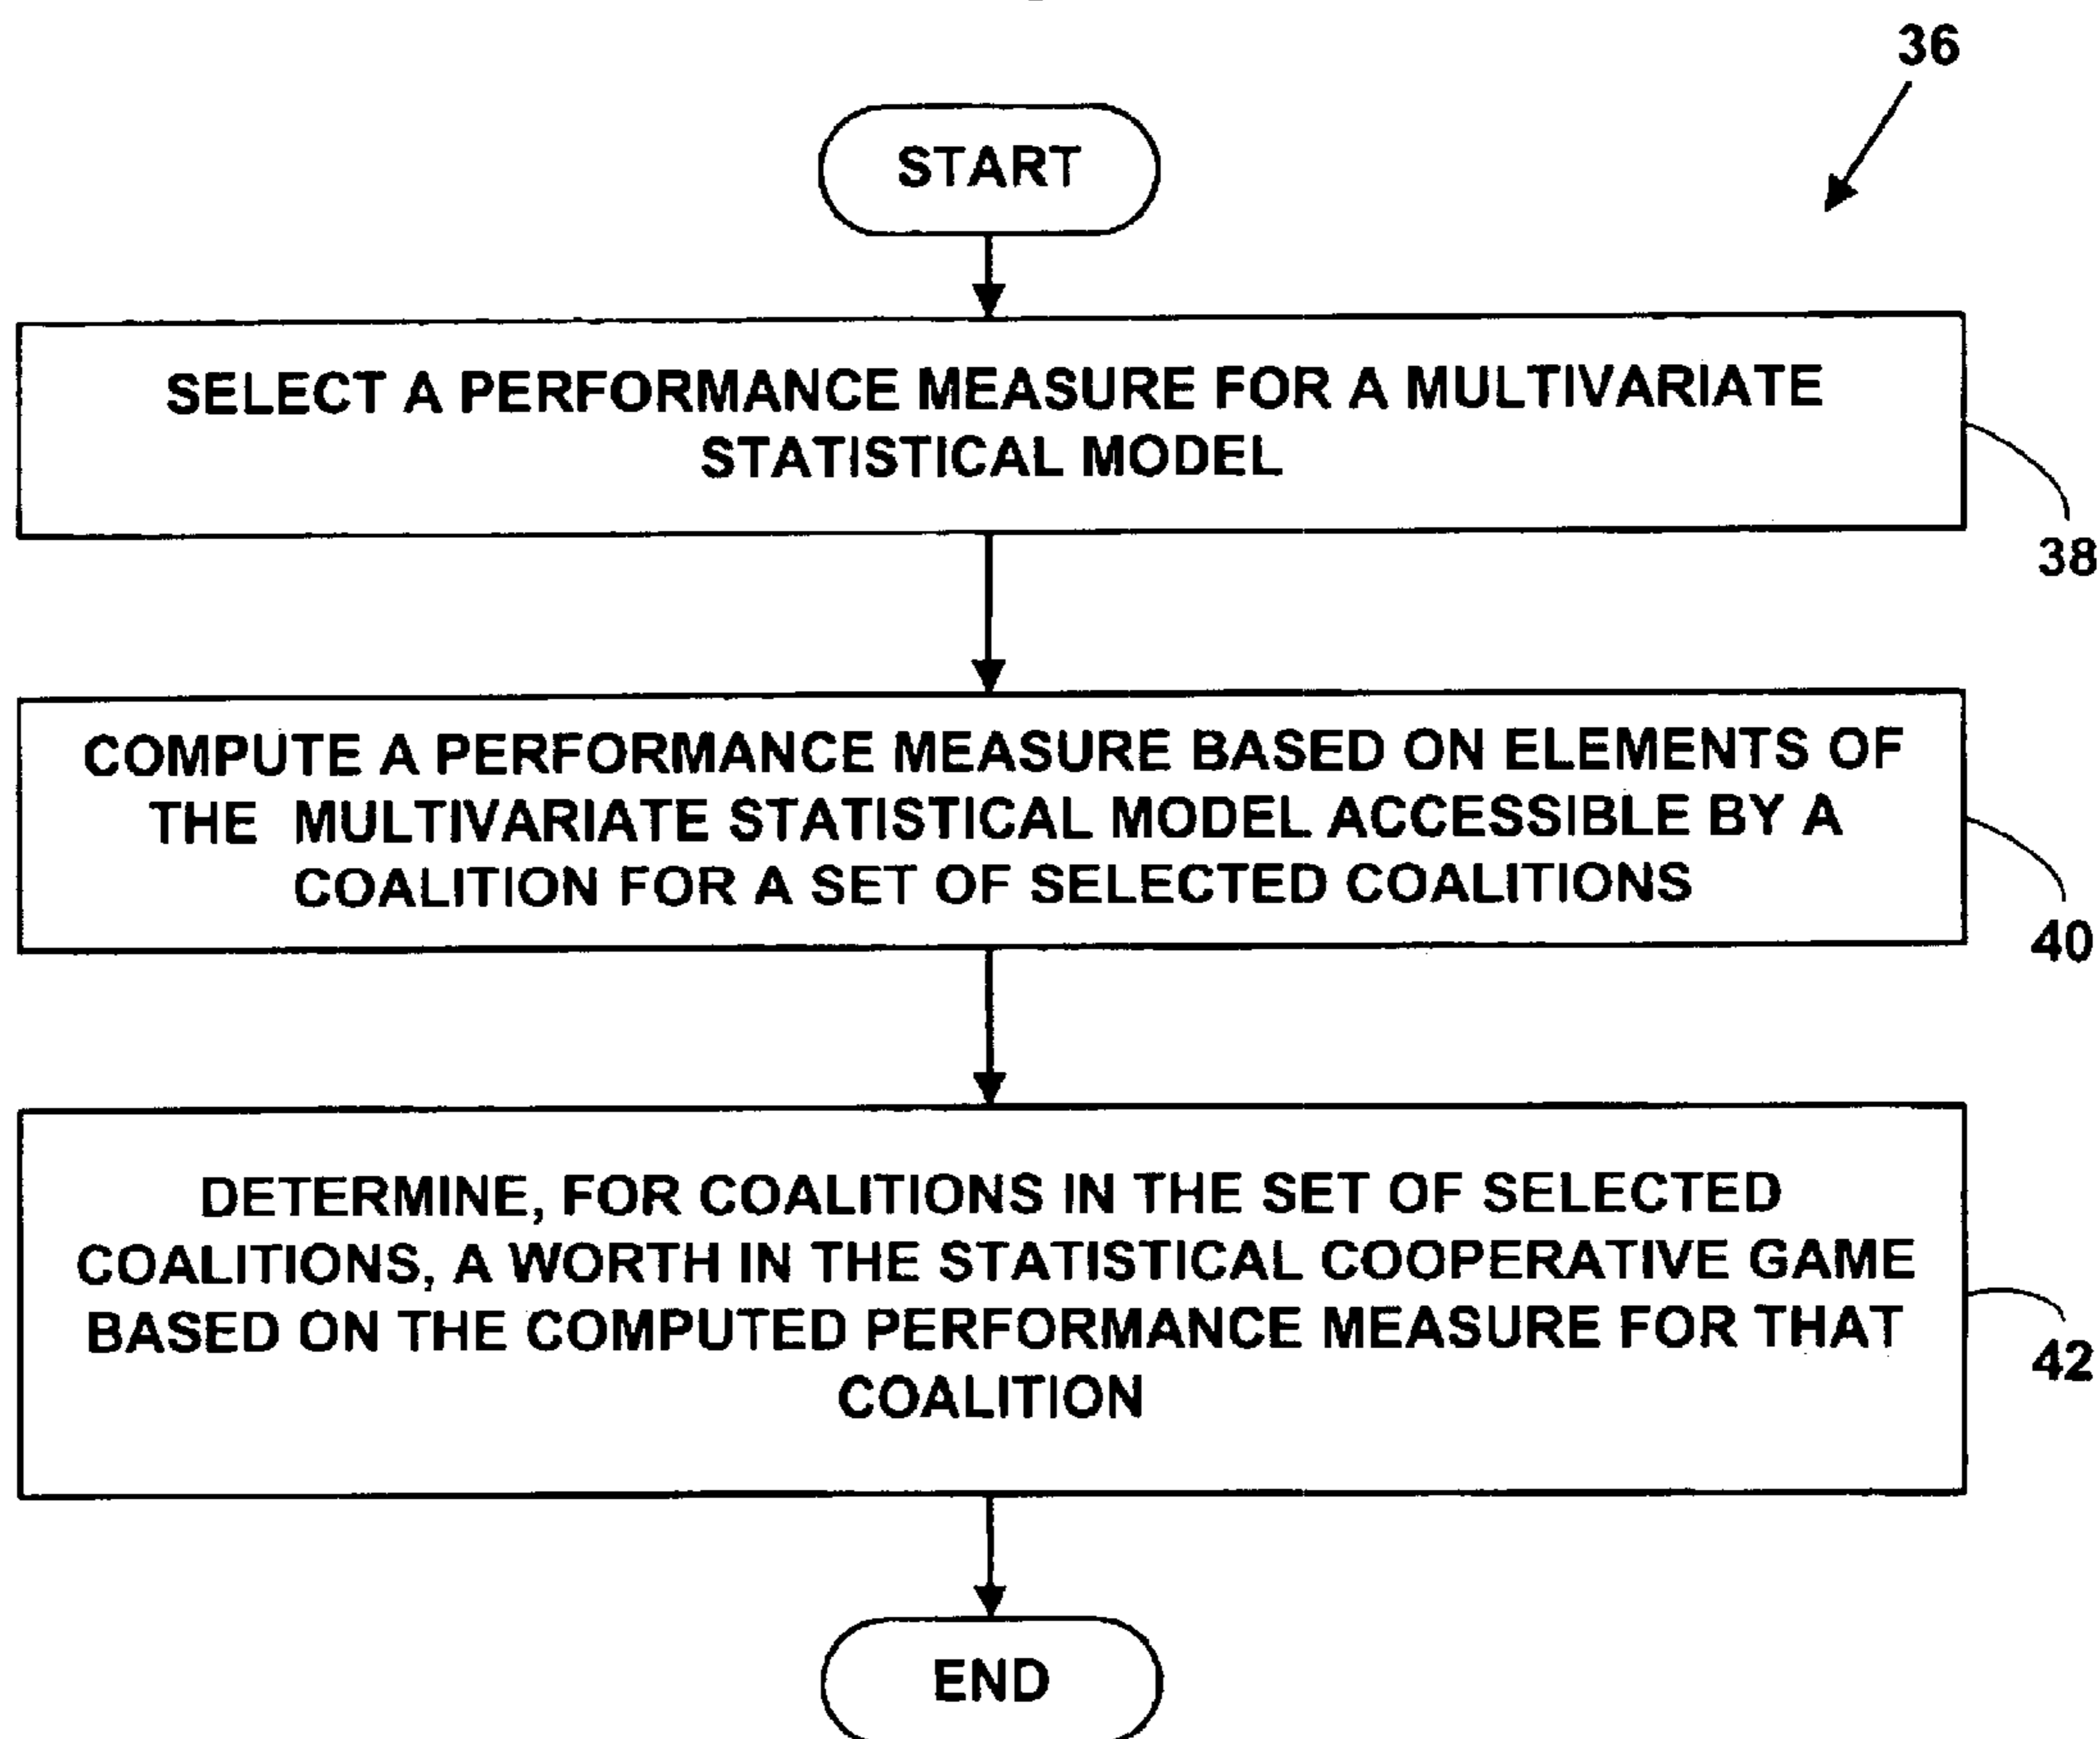 36
START
SELECT A PERFORMANCE MEASURE FOR A MULTIVARIATE
STATISTICAL MODEL
38
COMPUTE A PERFORMANCE MEASURE BASED ON ELEMENTS OF
THE MULTIVARIATE STATISTICAL MODEL ACCESSIBLE BY A
COALITION FOR A SET OF SELECTED COALITIONS
40
DETERMINE, FOR COALITIONS IN THE SET OF SELECTED
COALITIONS, A WORTH IN THE STATISTICAL COOPERATIVE GAME
BASED ON THE COMPUTED PERFORMANCE MEASURE FOR THAT
COALITION
42
END